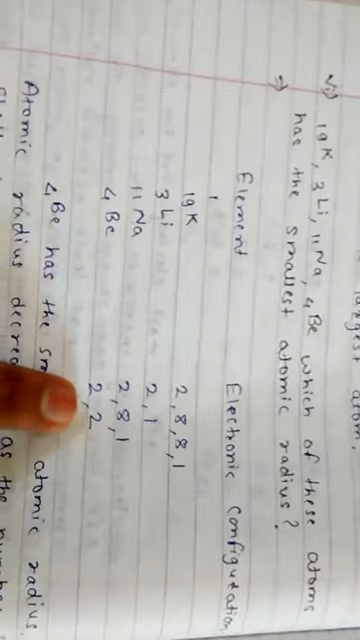 largest atom.
vi) 19K, 3Li, 11Na, 4Be which of these atoms
has the smallest atomic radius?
⇒ Element Electronic Configuration
19K 2,8,8,1
3Li 2,1
11Na 2,8,1
4Be 2,2
4Be has the atomic radius.
Atomic radius as the